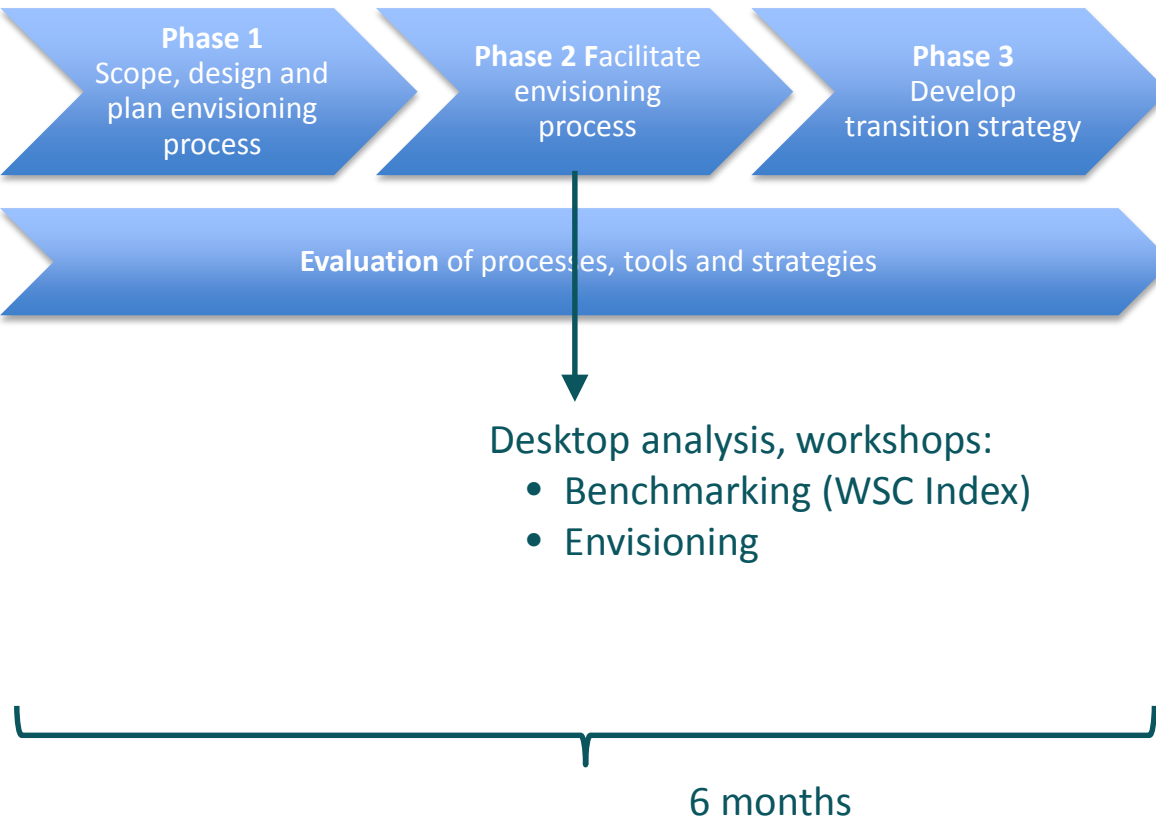 Phase 1
Scope, design and
plan envisioning
process
Phase 2 Facilitate
envisioning
process
Phase 3
Develop
transition strategy
Evaluation of processes, tools and strategies
Desktop analysis, workshops:
• Benchmarking (WSC Index)
• Envisioning
6 months